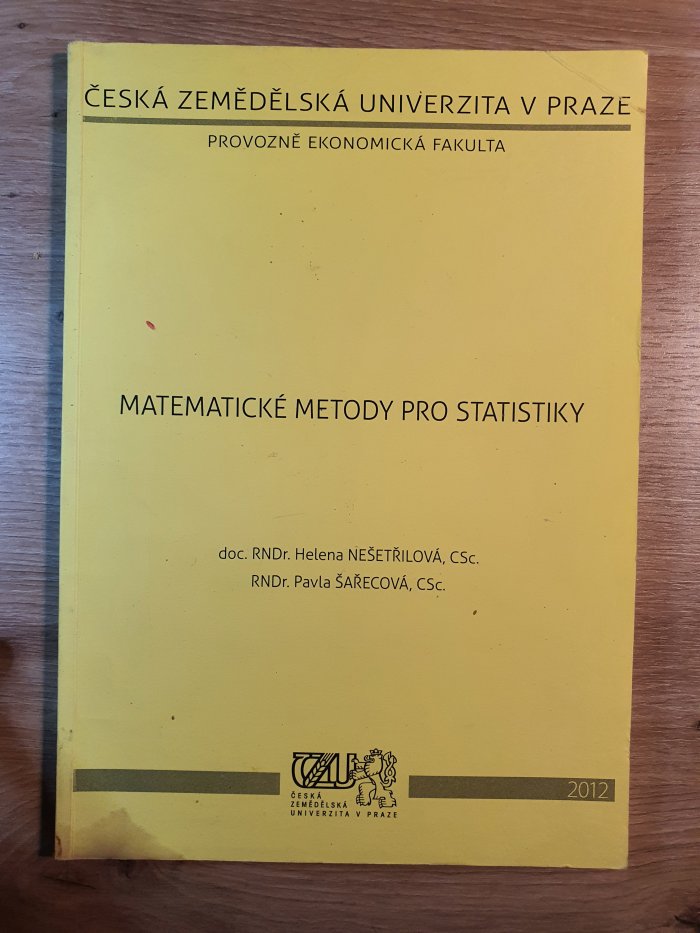 ČESKÁ ZEMĚDĚLSKÁ UNIVERZITA V PRAZE
PROVOZNĚ EKONOMICKÁ FAKULTA
MATEMATICKÉ METODY PRO STATISTIKY
doc. RNDr. Helena NEŠETŘILOVÁ, CSc.
RNDr. Pavla ŠAŘECOVÁ, CSc.
ČZU
ČESKÁ
ZEMĚDĚLSKÁ
UNIVERZITA V PRAZE
2012